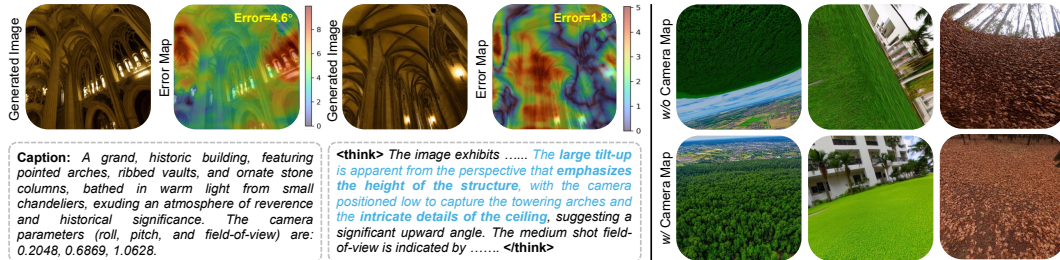 Generated Image
Error Map
Error=4.6°
8
6
4
2
0
Generated Image
Error Map
Error=1.8°
5
4
3
2
1
0
Caption: A grand, historic building, featuring
pointed arches, ribbed vaults, and ornate stone
columns, bathed in warm light from small
chandeliers, exuding an atmosphere of reverence
and historical significance. The camera
parameters (roll, pitch, and field-of-view) are:
0.2048, 0.6869, 1.0628.
<think> The image exhibits …... The large tilt-up
is apparent from the perspective that emphasizes
the height of the structure, with the camera
positioned low to capture the towering arches and
the intricate details of the ceiling, suggesting a
significant upward angle. The medium shot field-
of-view is indicated by ……. </think>
w/o Camera Map
w/ Camera Map